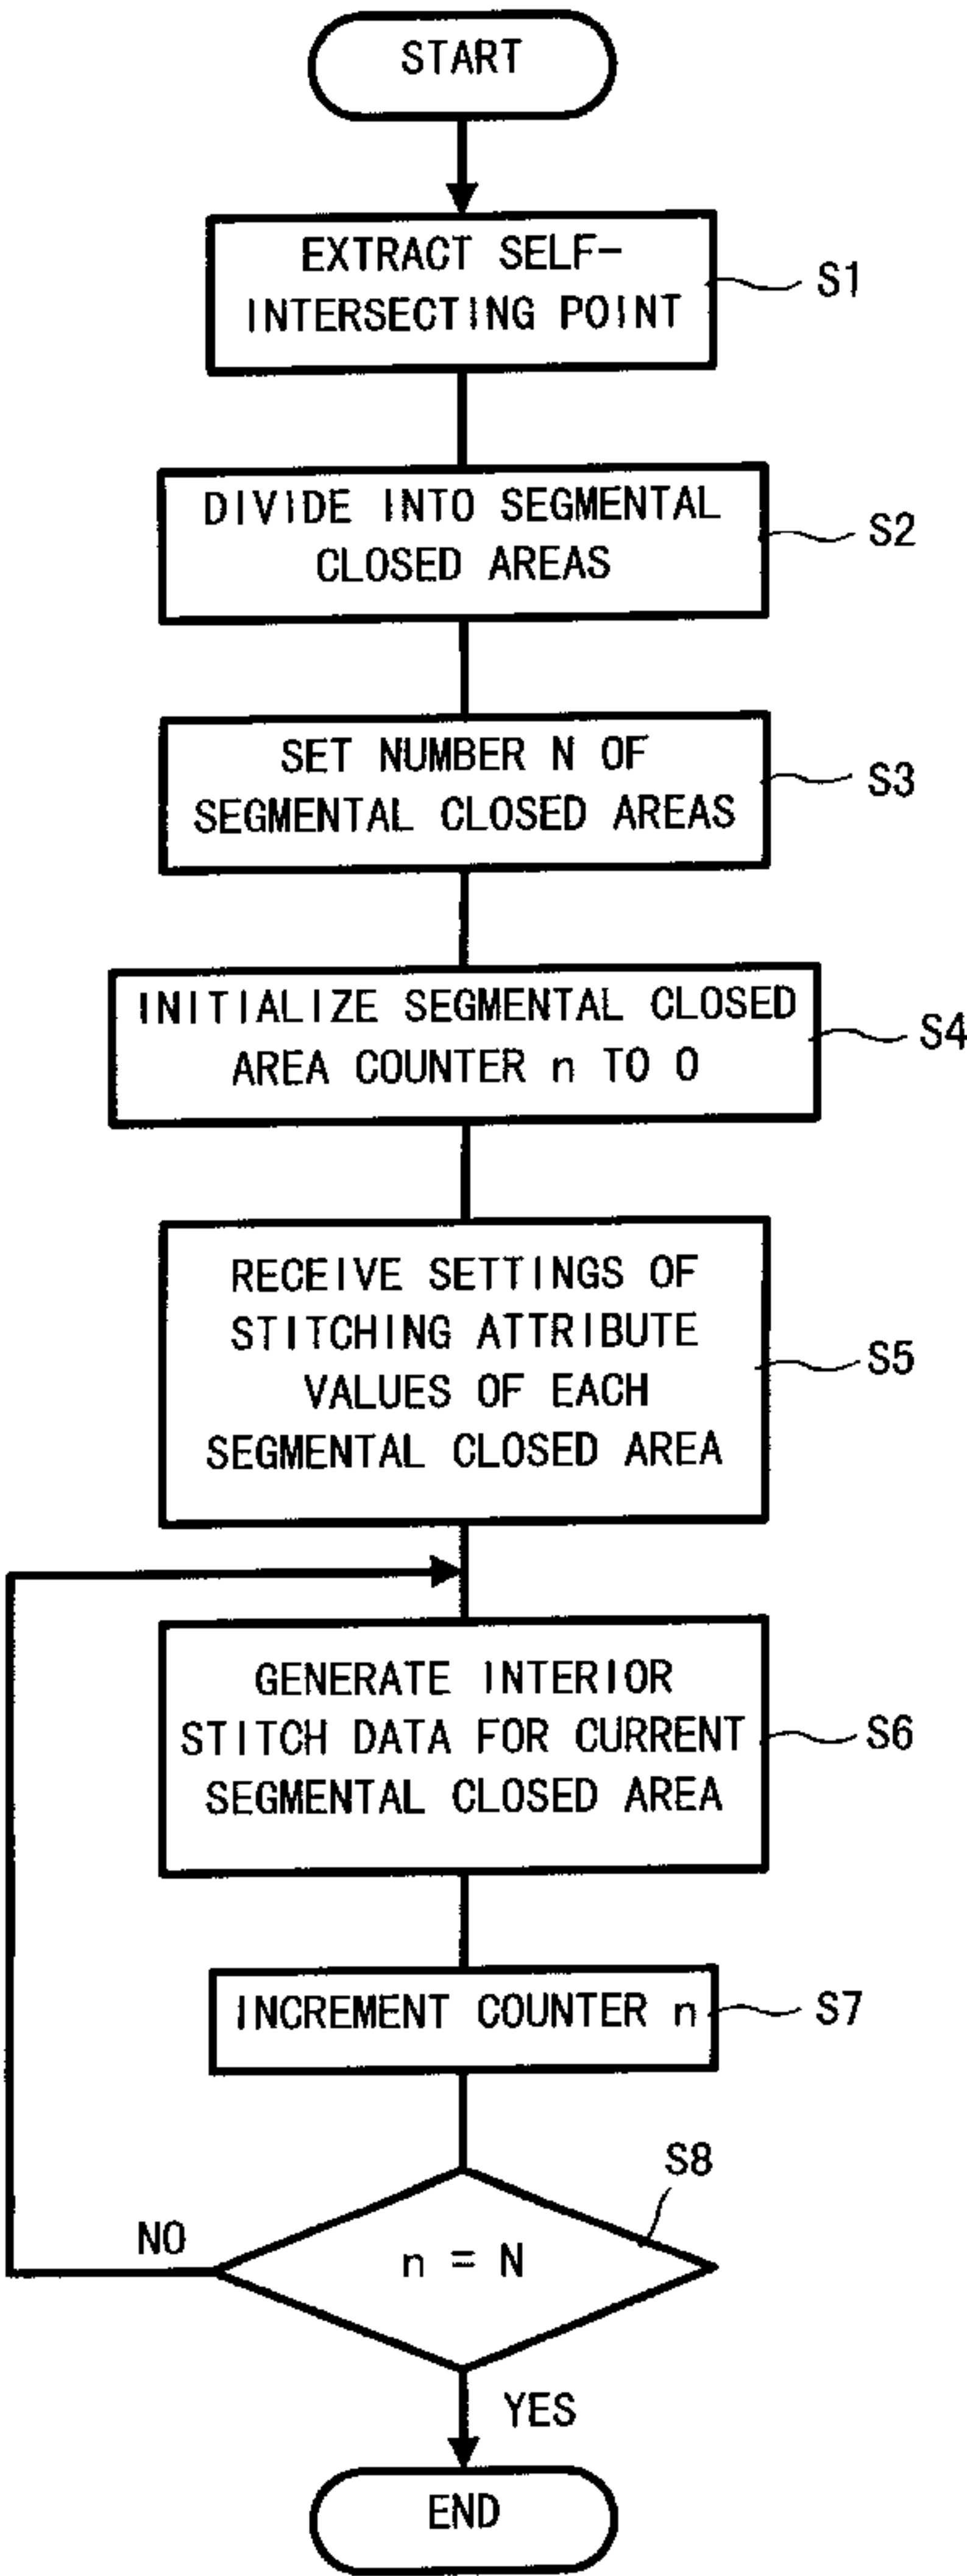 START
EXTRACT SELF-
INTERSECTING POINT
S1
DIVIDE INTO SEGMENTAL
CLOSED AREAS
S2
SET NUMBER N OF
SEGMENTAL CLOSED AREAS
S3
INITIALIZE SEGMENTAL CLOSED
AREA COUNTER n TO 0
S4
RECEIVE SETTINGS OF
STITCHING ATTRIBUTE
VALUES OF EACH
SEGMENTAL CLOSED AREA
S5
GENERATE INTERIOR
STITCH DATA FOR CURRENT
SEGMENTAL CLOSED AREA
S6
INCREMENT COUNTER n
S7
S8
NO
n = N
YES
END